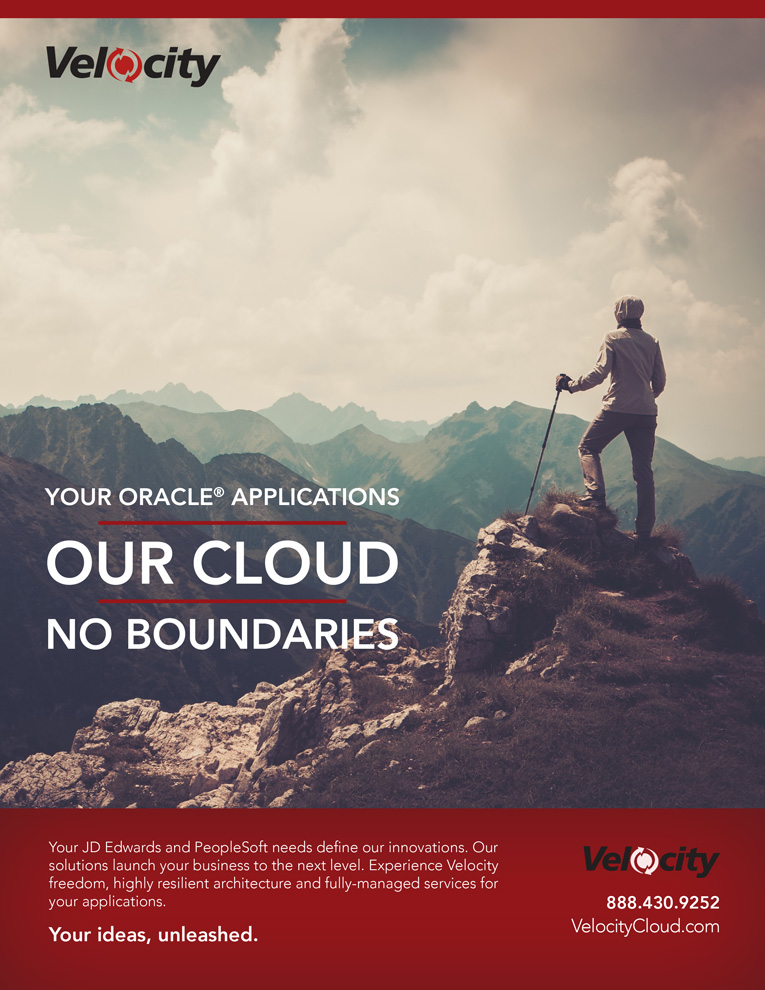 Velocity
YOUR ORACLE® APPLICATIONS
OUR CLOUD
NO BOUNDARIES
Your JD Edwards and PeopleSoft needs define our innovations. Our
solutions launch your business to the next level. Experience Velocity
freedom, highly resilient architecture and fully-managed services for
your applications.
Your ideas, unleashed.
Velocity
888.430.9252
VelocityCloud.com